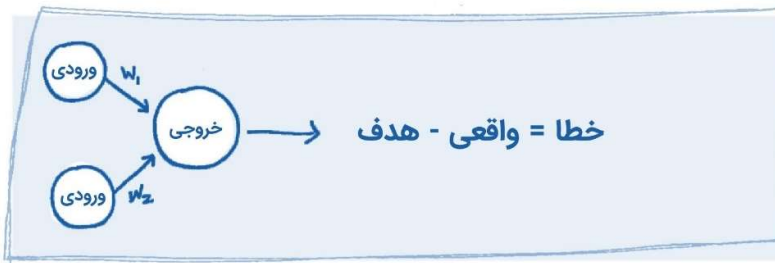 ورودی
W₁
خروجی
خطا = واقعی - هدف
ورودی
W₂